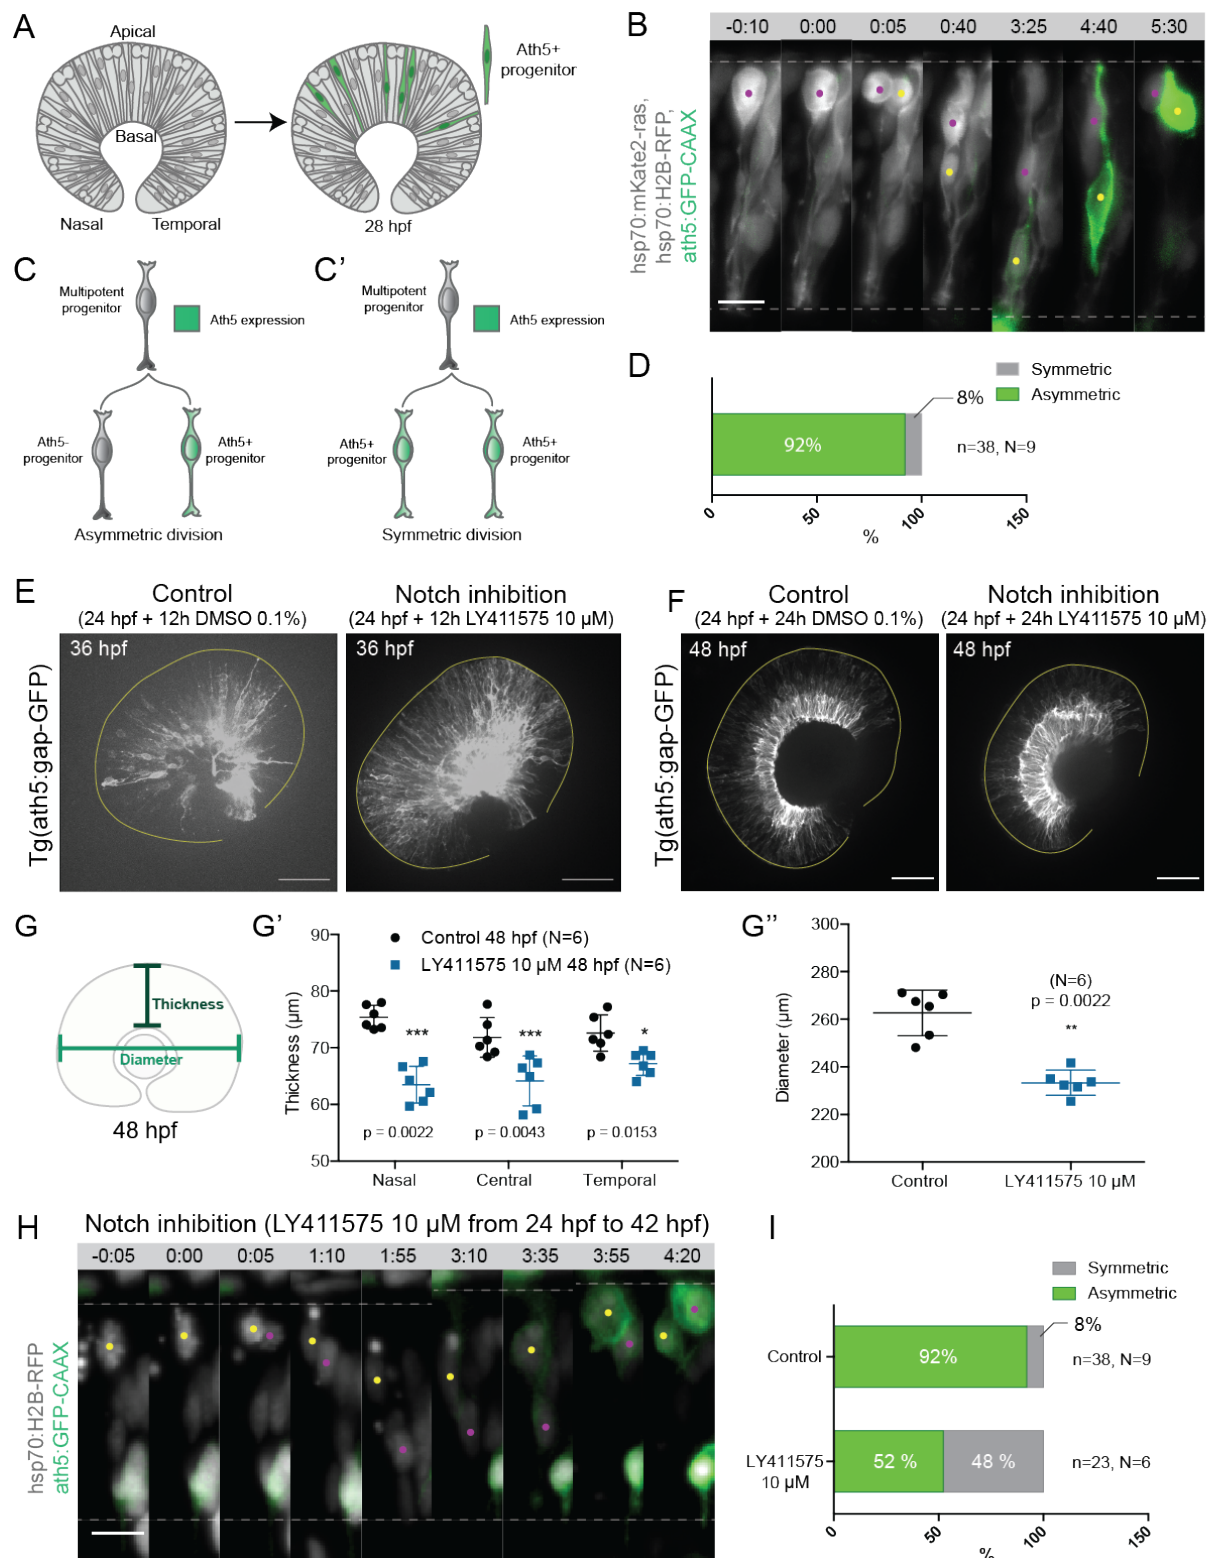 A
Apical
Basal
Nasal
Temporal
28 hpf
Ath5+
progenitor
B
-0:10
0:00
0:05
0:40
3:25
4:40
5:30
hsp70:mKate2-ras,
hsp70:H2B-RFP,
ath5:GFP-CAAX
C
Multipotent
progenitor
Ath5 expression
Ath5-
progenitor
Ath5+
progenitor
Asymmetric division
C’
Multipotent
progenitor
Ath5 expression
Ath5+
progenitor
Ath5+
progenitor
Symmetric division
D
Symmetric
Asymmetric
8%
92%
n=38, N=9
0
50
100
150
%
E
Control
(24 hpf + 12h DMSO 0.1%)
Notch inhibition
(24 hpf + 12h LY411575 10 µM)
Tg(ath5:gap-GFP)
36 hpf
36 hpf
F
Control
(24 hpf + 24h DMSO 0.1%)
Notch inhibition
(24 hpf + 24h LY411575 10 µM)
Tg(ath5:gap-GFP)
48 hpf
48 hpf
G
Thickness
Diameter
48 hpf
G’
Control 48 hpf (N=6)
LY411575 10 µM 48 hpf (N=6)
Thickness (µm)
90
80
70
60
50
***
***
*
p = 0.0022
p = 0.0043
p = 0.0153
Nasal
Central
Temporal
G’’
Diameter (µm)
300
280
260
240
220
200
(N=6)
p = 0.0022
**
Control
LY411575 10 µM
H
Notch inhibition (LY411575 10 µM from 24 hpf to 42 hpf)
-0:05
0:00
0:05
1:10
1:55
3:10
3:35
3:55
4:20
hsp70:H2B-RFP
ath5:GFP-CAAX
I
Symmetric
Asymmetric
8%
Control
92%
n=38, N=9
LY411575
10 µM
52 %
48 %
n=23, N=6
0
50
100
150
%